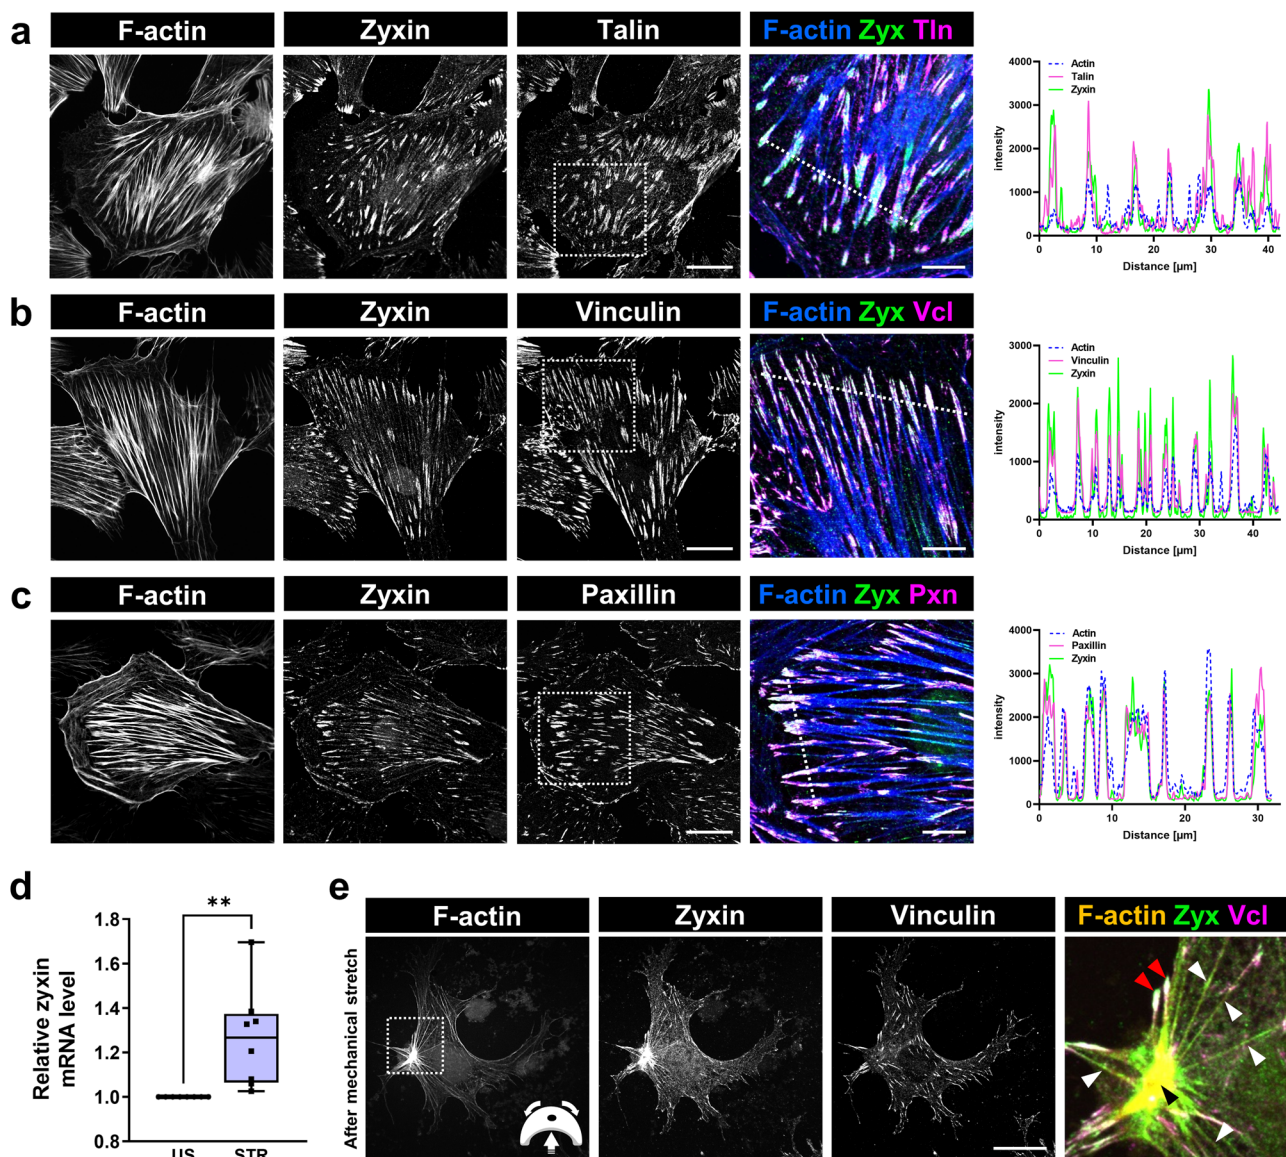 a
F-actin
Zyxin
Talin
F-actin Zyx Tln
Actin
Talin
Zyxin
4000
3000
2000
1000
0
intensity
0 10 20 30 40
Distance [µm]
b
F-actin
Zyxin
Vinculin
F-actin Zyx Vcl
Actin
Vinculin
Zyxin
3000
2000
1000
0
intensity
0 10 20 30 40
Distance [µm]
c
F-actin
Zyxin
Paxillin
F-actin Zyx Pxn
Actin
Paxillin
Zyxin
4000
3000
2000
1000
0
intensity
0 10 20 30
Distance [µm]
d
**
1.8
1.6
1.4
1.2
1.0
0.8
Relative zyxin
mRNA level
US STR
e
After mechanical stretch
F-actin
Zyxin
Vinculin
F-actin Zyx Vcl